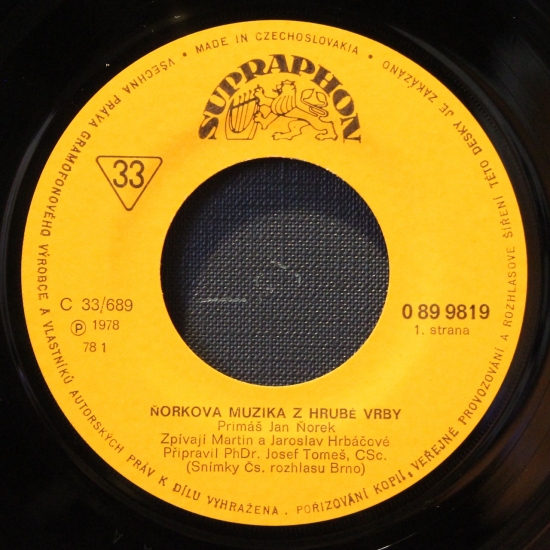 • MADE IN CZECHOSLOVAKIA •
SUPRAPHON
33
C 33/689
Ⓟ 1978
78 1
0 89 9819
1. strana
ŇORKOVA MUZIKA Z HRUBÉ VRBY
Primáš Jan Ňorek
Zpívají Martin a Jaroslav Hrbáčové
Připravil PhDr. Josef Tomeš, CSc.
(Snímky Čs. rozhlasu Brno)
VŠECHNA PRÁVA GRAMOFONOVÉHO VÝROBCE A VLASTNÍKŮ AUTORSKÝCH PRÁV K DÍLU VYHRAŽENA. POŘIZOVÁNÍ KOPIÍ, VEŘEJNÉ PROVOZOVÁNÍ A ROZHLASOVÉ ŠÍŘENÍ TÉTO DESKY JE ZAKÁZÁNO